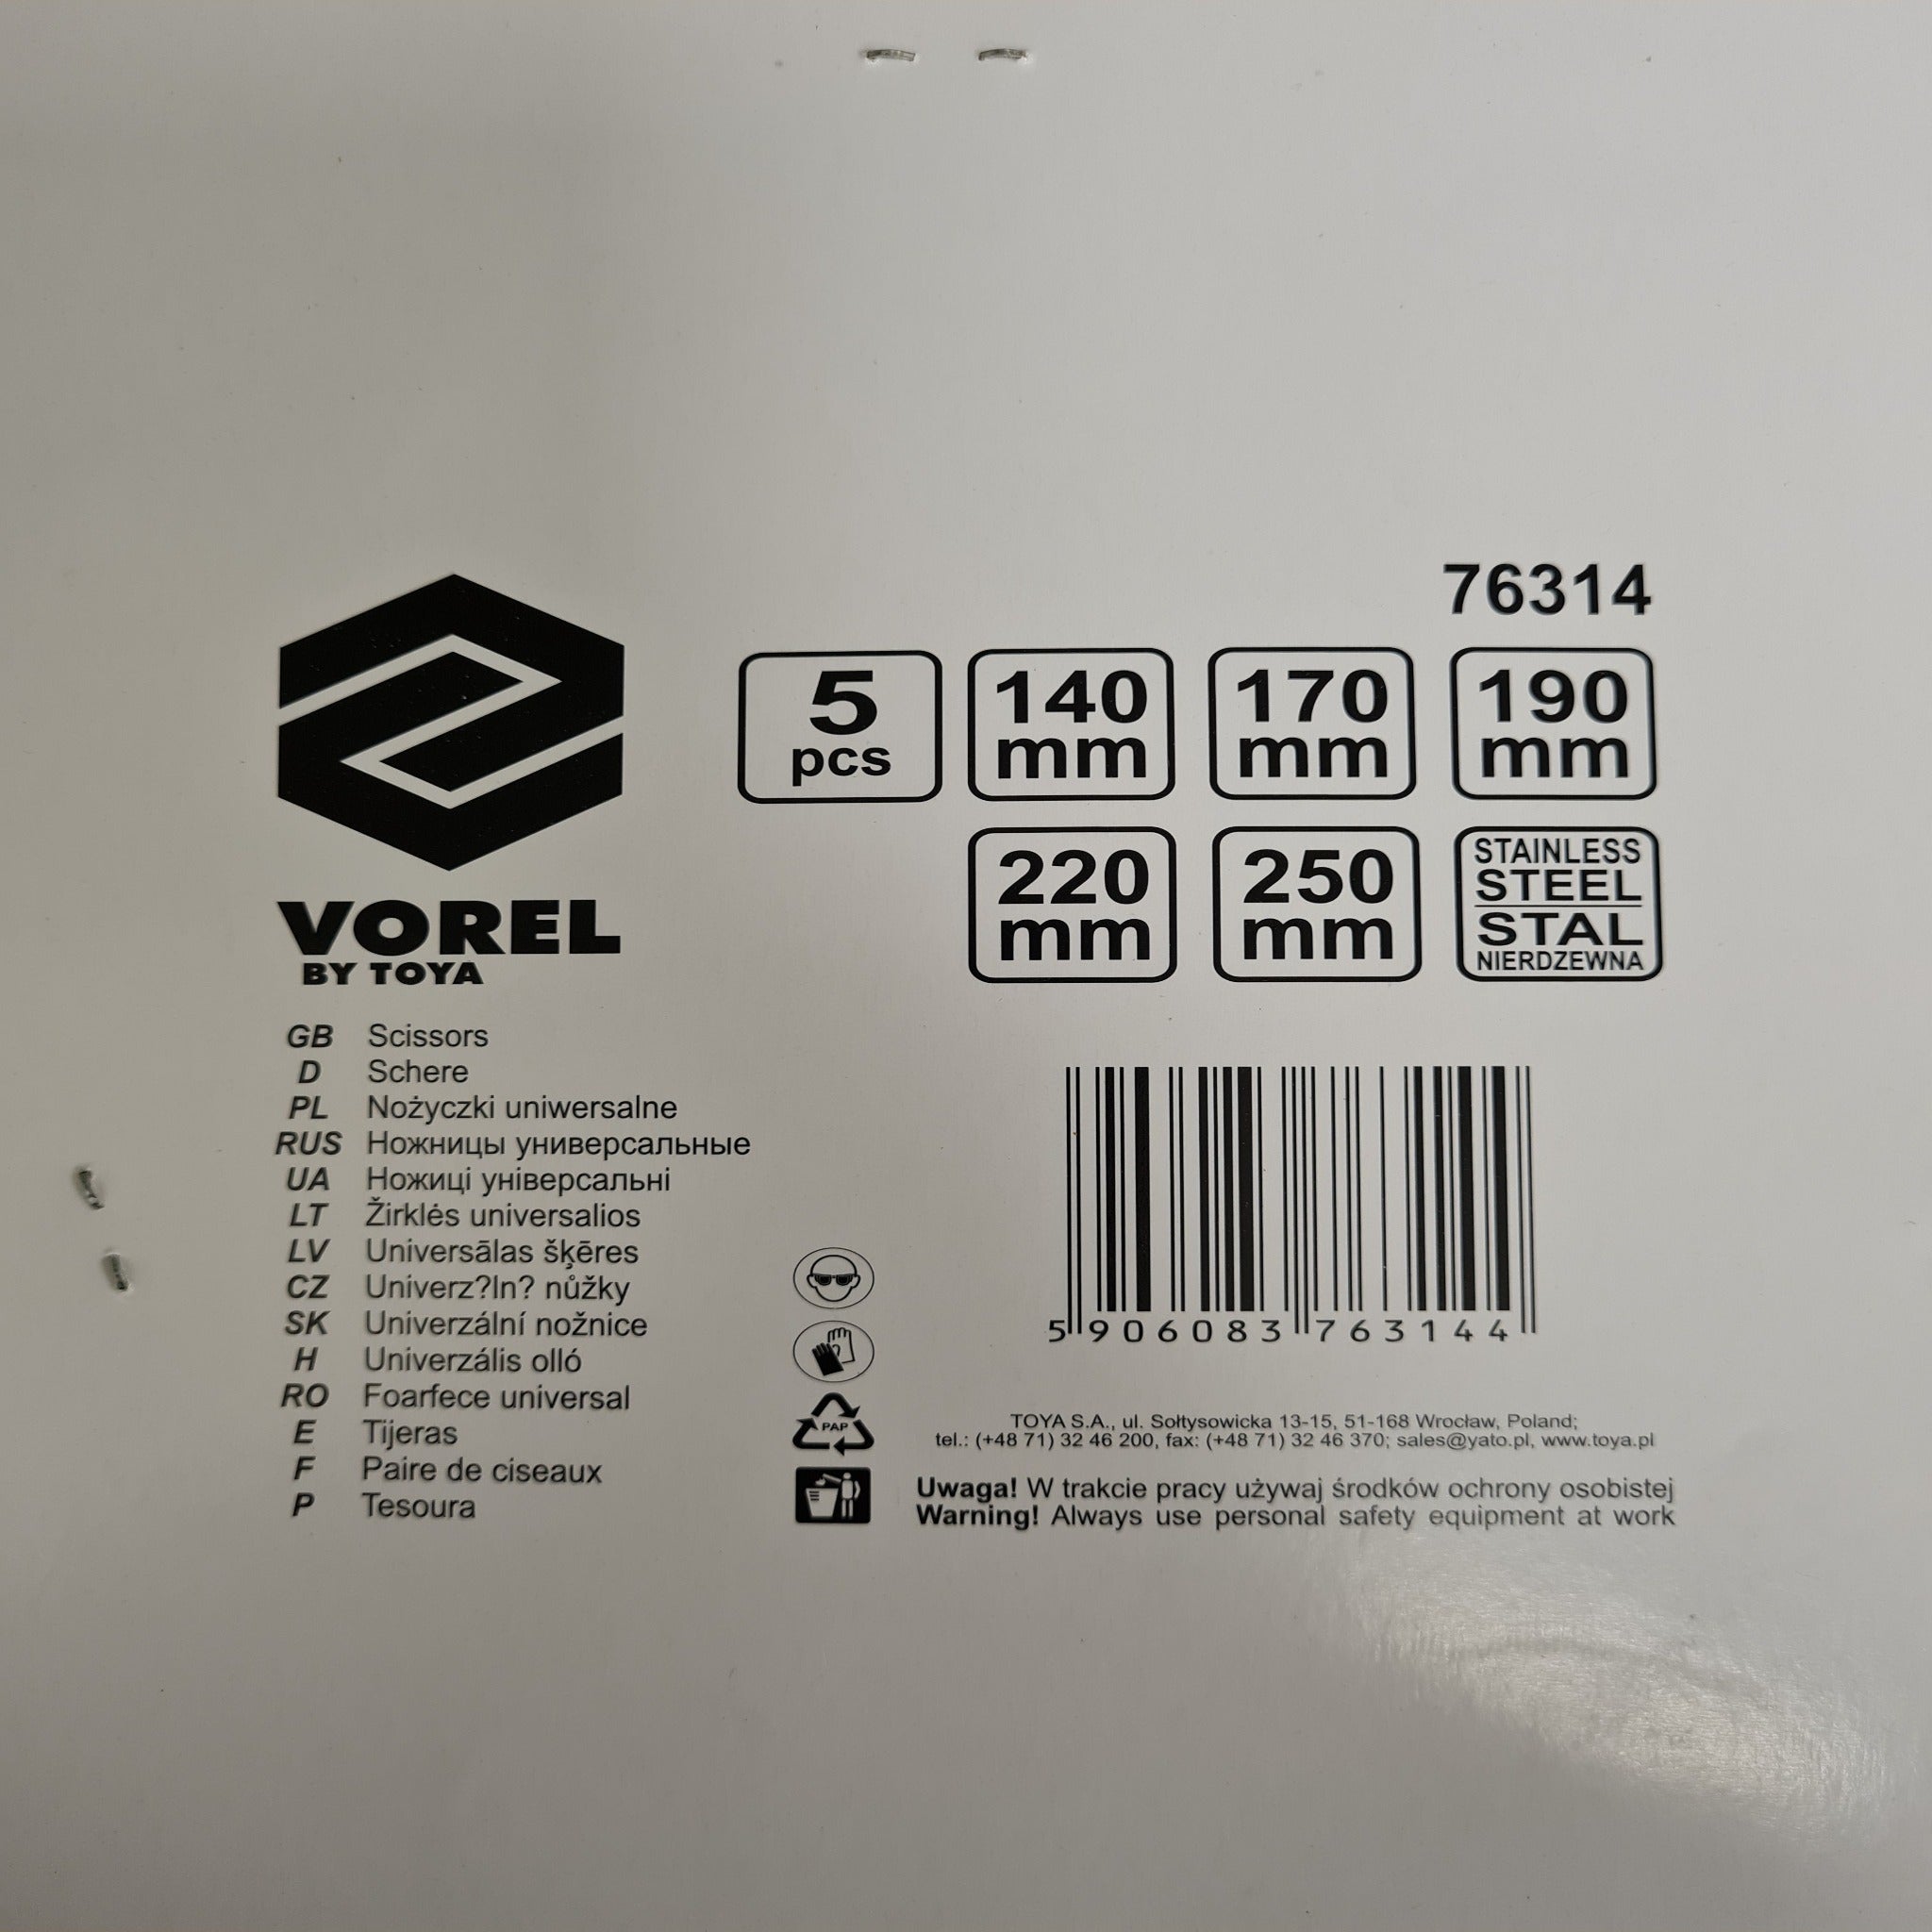 76314
5
pcs
140
mm
170
mm
190
mm
220
mm
250
mm
STAINLESS
STEEL
STAL
NIERDZEWNA
VOREL
BY TOYA
GB Scissors
D Schere
PL Nożyczki uniwersalne
RUS Ножницы универсальные
UA Ножиці універсальні
LT Žirklės universalios
LV Universālas šķēres
CZ Univerz?ln? nůžky
SK Univerzální nožnice
H Univerzális olló
RO Foarfece universal
E Tijeras
F Paire de ciseaux
P Tesoura
PAP
5 906083 763144
TOYA S.A., ul. Sołtysowicka 13-15, 51-168 Wrocław, Poland;
tel.: (+48 71) 32 46 200, fax: (+48 71) 32 46 370; sales@yato.pl, www.toya.pl
Uwaga! W trakcie pracy używaj środków ochrony osobistej
Warning! Always use personal safety equipment at work